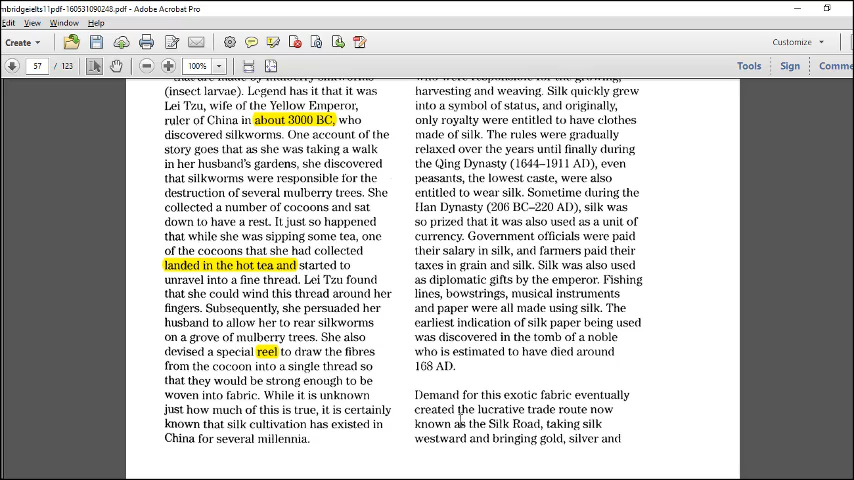 mbridgeielts11pdf-160531090248.pdf - Adobe Acrobat Pro
Edit View Window Help
Create Customize
57 / 123 100% Tools Sign Comme
that are made by mulberry silkworms
(insect larvae). Legend has it that it was
Lei Tzu, wife of the Yellow Emperor,
ruler of China in about 3000 BC, who
discovered silkworms. One account of the
story goes that as she was taking a walk
in her husband's gardens, she discovered
that silkworms were responsible for the
destruction of several mulberry trees. She
collected a number of cocoons and sat
down to have a rest. It just so happened
that while she was sipping some tea, one
of the cocoons that she had collected
landed in the hot tea and started to
unravel into a fine thread. Lei Tzu found
that she could wind this thread around her
fingers. Subsequently, she persuaded her
husband to allow her to rear silkworms
on a grove of mulberry trees. She also
devised a special reel to draw the fibres
from the cocoon into a single thread so
that they would be strong enough to be
woven into fabric. While it is unknown
just how much of this is true, it is certainly
known that silk cultivation has existed in
China for several millennia.
who were responsible for the growing,
harvesting and weaving. Silk quickly grew
into a symbol of status, and originally,
only royalty were entitled to have clothes
made of silk. The rules were gradually
relaxed over the years until finally during
the Qing Dynasty (1644–1911 AD), even
peasants, the lowest caste, were also
entitled to wear silk. Sometime during the
Han Dynasty (206 BC–220 AD), silk was
so prized that it was also used as a unit of
currency. Government officials were paid
their salary in silk, and farmers paid their
taxes in grain and silk. Silk was also used
as diplomatic gifts by the emperor. Fishing
lines, bowstrings, musical instruments
and paper were all made using silk. The
earliest indication of silk paper being used
was discovered in the tomb of a noble
who is estimated to have died around
168 AD.
Demand for this exotic fabric eventually
created the lucrative trade route now
known as the Silk Road, taking silk
westward and bringing gold, silver and